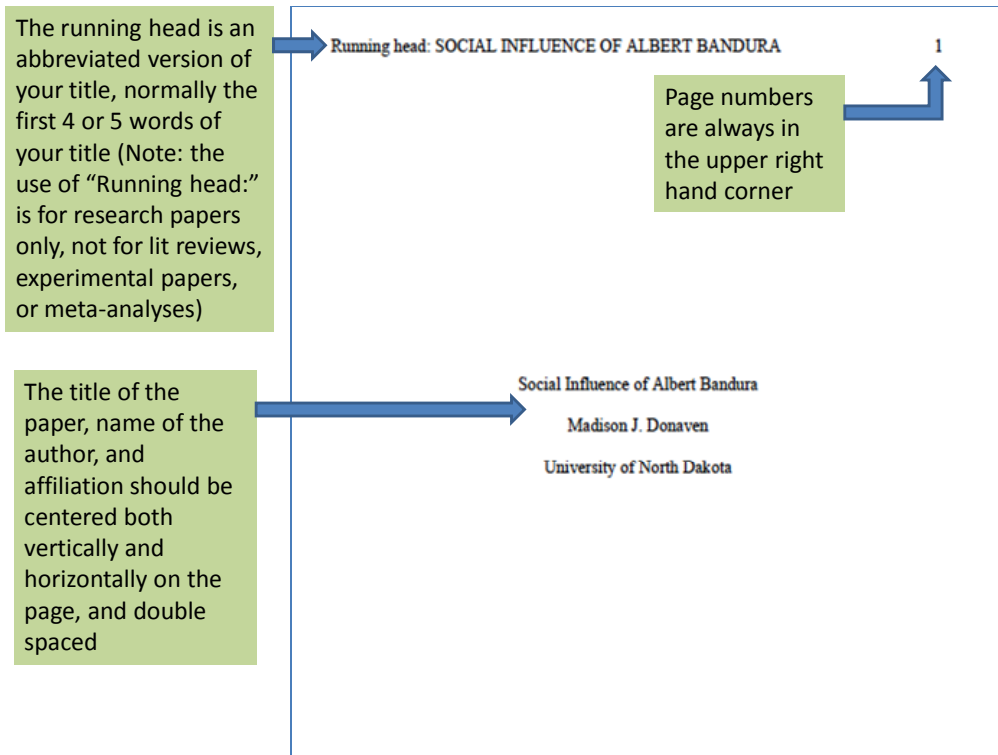 The running head is an
abbreviated version of
your title, normally the
first 4 or 5 words of
your title (Note: the
use of “Running head:”
is for research papers
only, not for lit reviews,
experimental papers,
or meta-analyses)
Running head: SOCIAL INFLUENCE OF ALBERT BANDURA 1
Page numbers
are always in
the upper right
hand corner
The title of the
paper, name of the
author, and
affiliation should be
centered both
vertically and
horizontally on the
page, and double
spaced
Social Influence of Albert Bandura
Madison J. Donaven
University of North Dakota